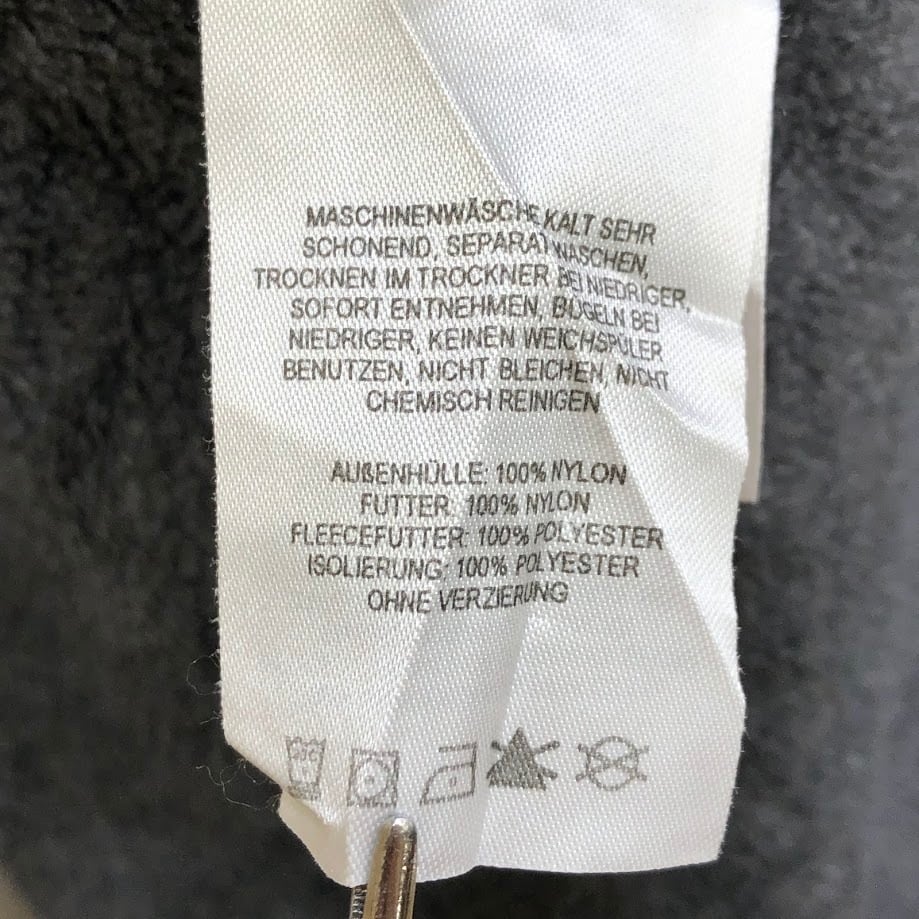 MASCHINENWÄSCHE KALT SEHR
SCHONEND, SEPARAT WASCHEN,
TROCKNEN IM TROCKNER BEI NIEDRIGER,
SOFORT ENTNEHMEN, BÜGELN BEI
NIEDRIGER, KEINEN WEICHSPÜLER
BENUTZEN, NICHT BLEICHEN, NICHT
CHEMISCH REINIGEN
AUßENHÜLLE: 100% NYLON
FUTTER: 100% NYLON
FLEECEFUTTER: 100% POLYESTER
ISOLIERUNG: 100% POLYESTER
OHNE VERZIERUNG